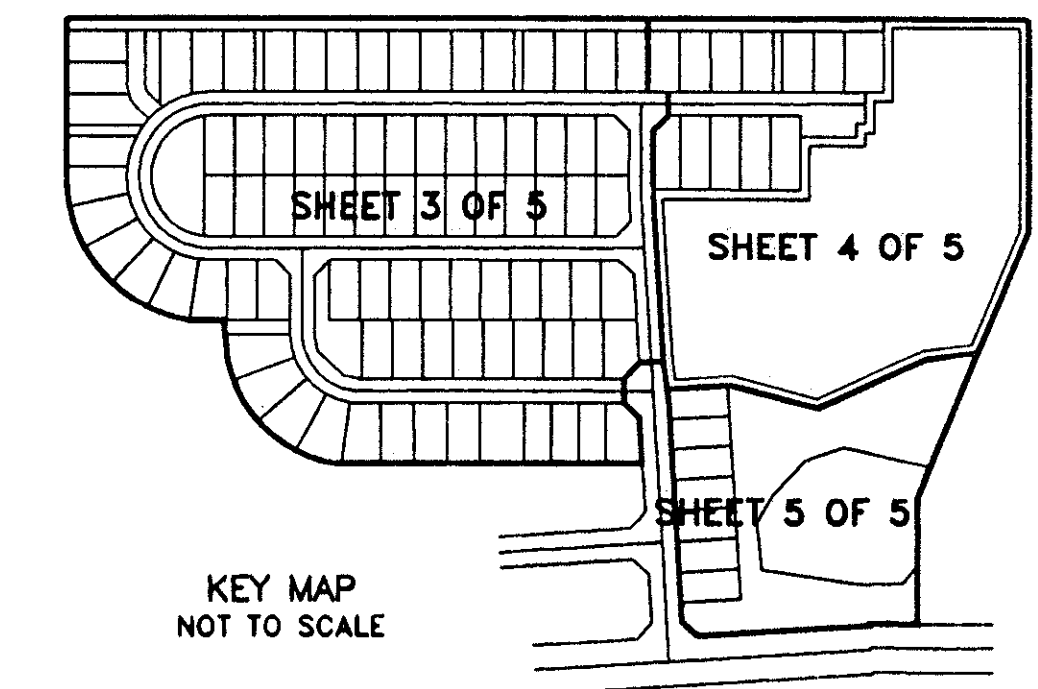 SHEET 3 OF 5
SHEET 4 OF 5
SHEET 5 OF 5
KEY MAP
NOT TO SCALE